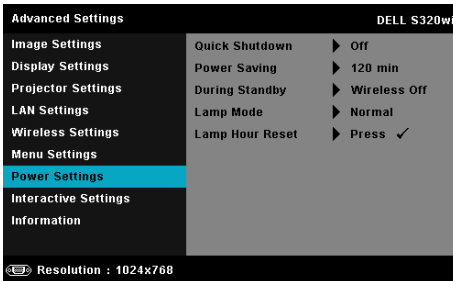 Advanced Settings DELL S320wi
Image Settings Quick Shutdown Off
Display Settings Power Saving 120 min
Projector Settings During Standby Wireless Off
LAN Settings Lamp Mode Normal
Wireless Settings Lamp Hour Reset Press ✓
Menu Settings
Power Settings
Interactive Settings
Information
Resolution : 1024x768